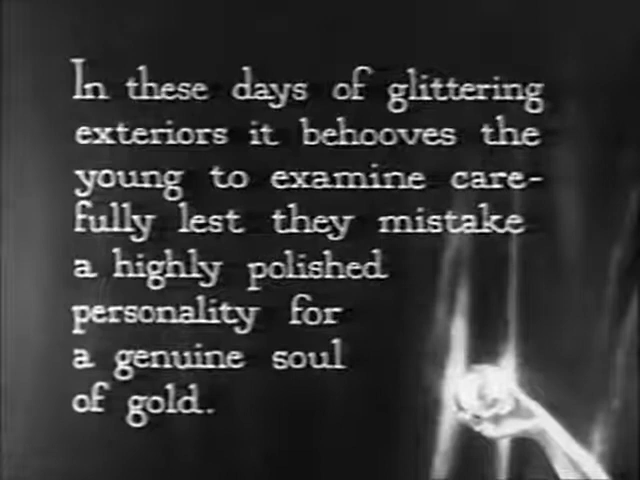 In these days of glittering
exteriors it behooves the
young to examine care-
fully lest they mistake
a highly polished
personality for
a genuine soul
of gold.